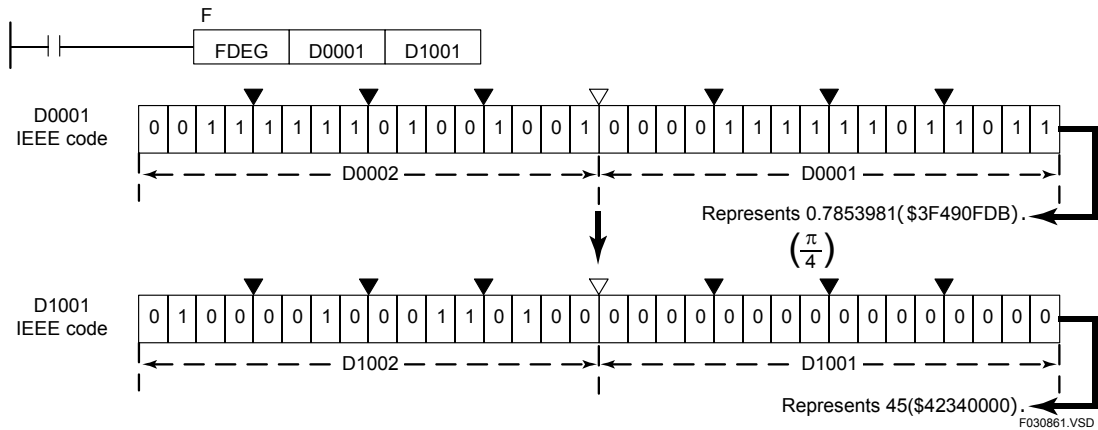 F
FDEG D0001 D1001
D0001
IEEE code
0 0 1 1 1 1 1 1 0 1 0 0 1 0 0 1 0 0 0 0 1 1 1 1 1 1 0 1 1 0 1 1
D0002 D0001
Represents 0.7853981($3F490FDB).
(π/4)
D1001
IEEE code
0 1 0 0 0 0 1 0 0 0 1 1 0 1 0 0 0 0 0 0 0 0 0 0 0 0 0 0 0 0 0 0
D1002 D1001
Represents 45($42340000).
F030861.VSD